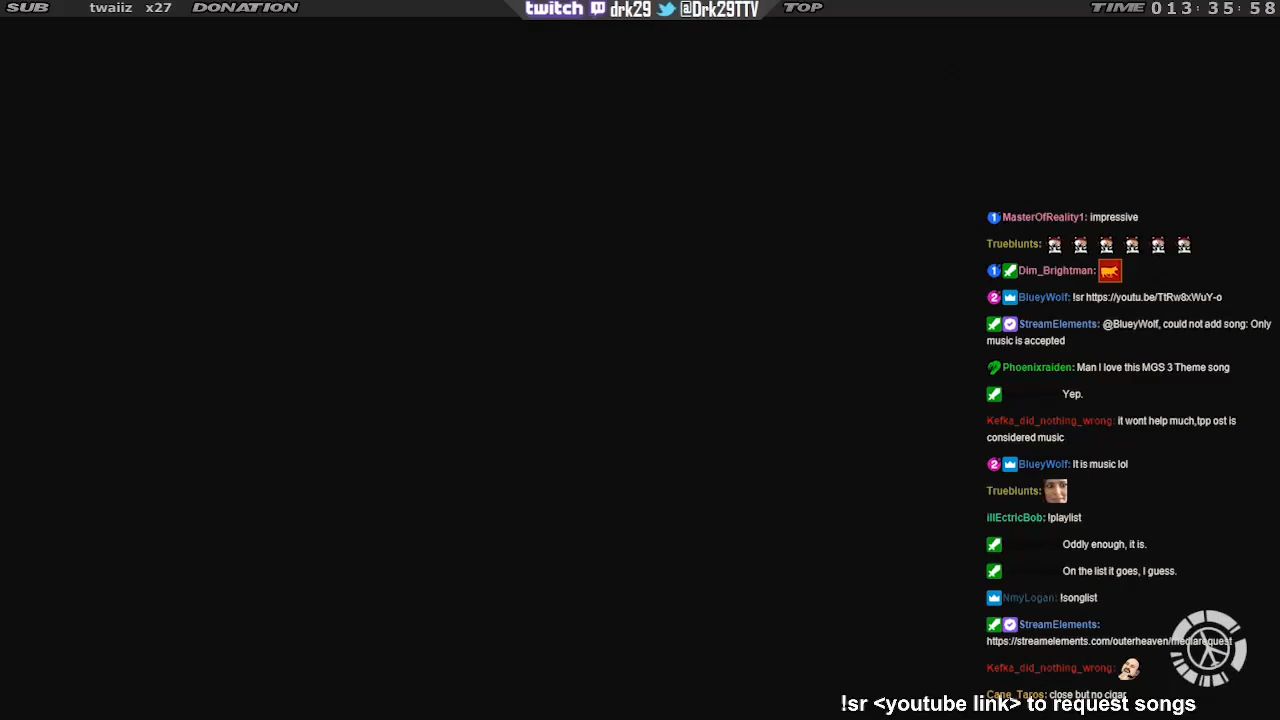 SUB twaiiz x27 DONATION twitch drk29 @Drk29TTV TOP TIME 013:35:58
MasterOfReality1: impressive
Trueblunts:
Dim_Brightman:
BlueyWolf: !sr https://youtu.be/TtRw8xWuY-o
StreamElements: @BlueyWolf, could not add song: Only
music is accepted
Phoenixraiden: Man I love this MGS 3 Theme song
Yep.
Kefka_did_nothing_wrong: it wont help much,tpp ost is
considered music
BlueyWolf: It is music lol
Trueblunts:
illEctricBob: !playlist
Oddly enough, it is.
On the list it goes, I guess.
NmyLogan: !songlist
StreamElements:
https://streamelements.com/outerheaven/mediarequest
Kefka_did_nothing_wrong:
Cane_Taros: close but no cigar
!sr <youtube link> to request songs